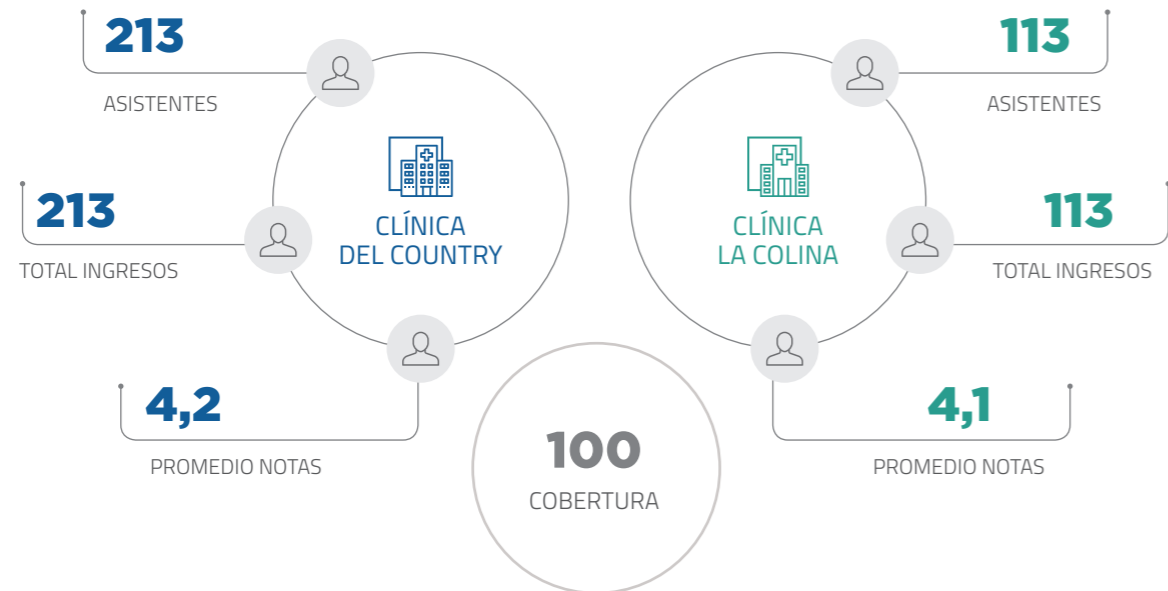 213
ASISTENTES
213
TOTAL INGRESOS
4,2
PROMEDIO NOTAS
CLÍNICA
DEL COUNTRY
100
COBERTURA
CLÍNICA
LA COLINA
113
ASISTENTES
113
TOTAL INGRESOS
4,1
PROMEDIO NOTAS